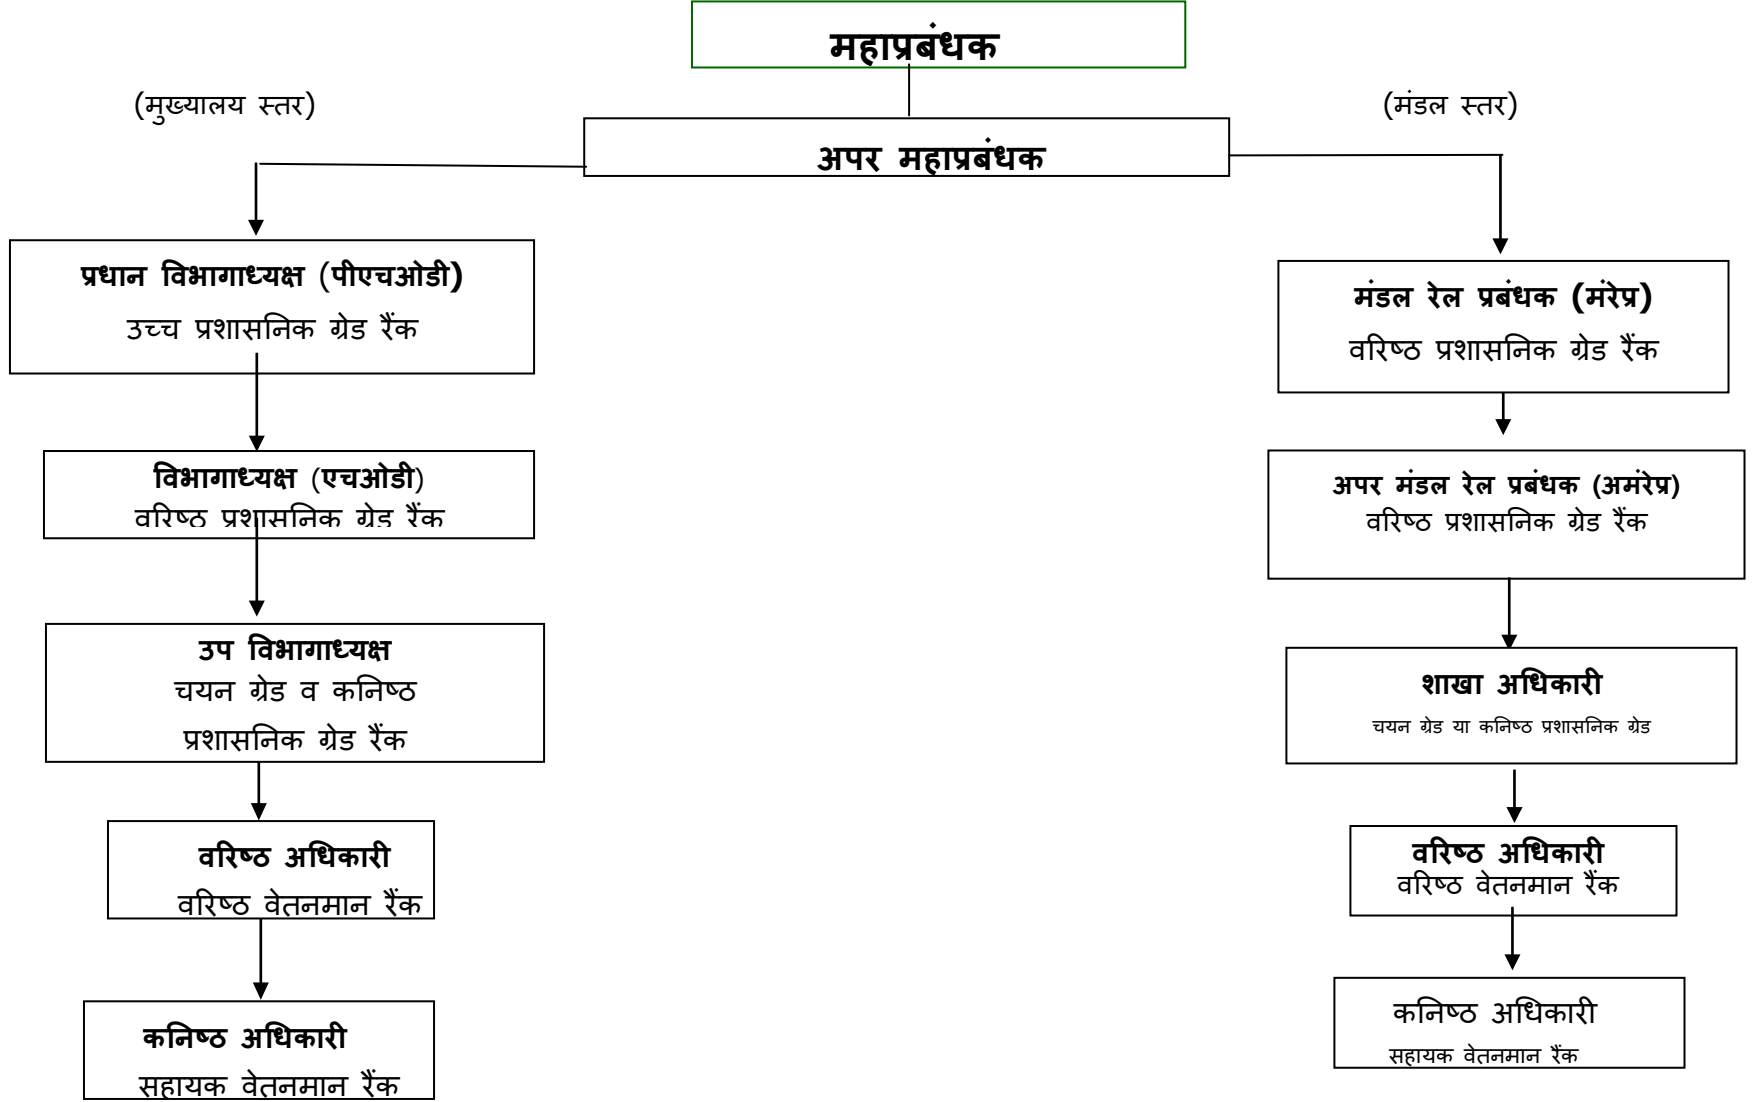 महाप्रबंधक
(मुख्यालय स्तर)
(मंडल स्तर)
अपर महाप्रबंधक
प्रधान विभागाध्यक्ष (पीएचओडी)
उच्च प्रशासनिक ग्रेड रैंक
विभागाध्यक्ष (एचओडी)
वरिष्ठ प्रशासनिक ग्रेड रैंक
उप विभागाध्यक्ष
चयन ग्रेड व कनिष्ठ
प्रशासनिक ग्रेड रैंक
वरिष्ठ अधिकारी
वरिष्ठ वेतनमान रैंक
कनिष्ठ अधिकारी
सहायक वेतनमान रैंक
मंडल रेल प्रबंधक (मंरेप्र)
वरिष्ठ प्रशासनिक ग्रेड रैंक
अपर मंडल रेल प्रबंधक (अमंरेप्र)
वरिष्ठ प्रशासनिक ग्रेड रैंक
शाखा अधिकारी
चयन ग्रेड या कनिष्ठ प्रशासनिक ग्रेड
वरिष्ठ अधिकारी
वरिष्ठ वेतनमान रैंक
कनिष्ठ अधिकारी
सहायक वेतनमान रैंक